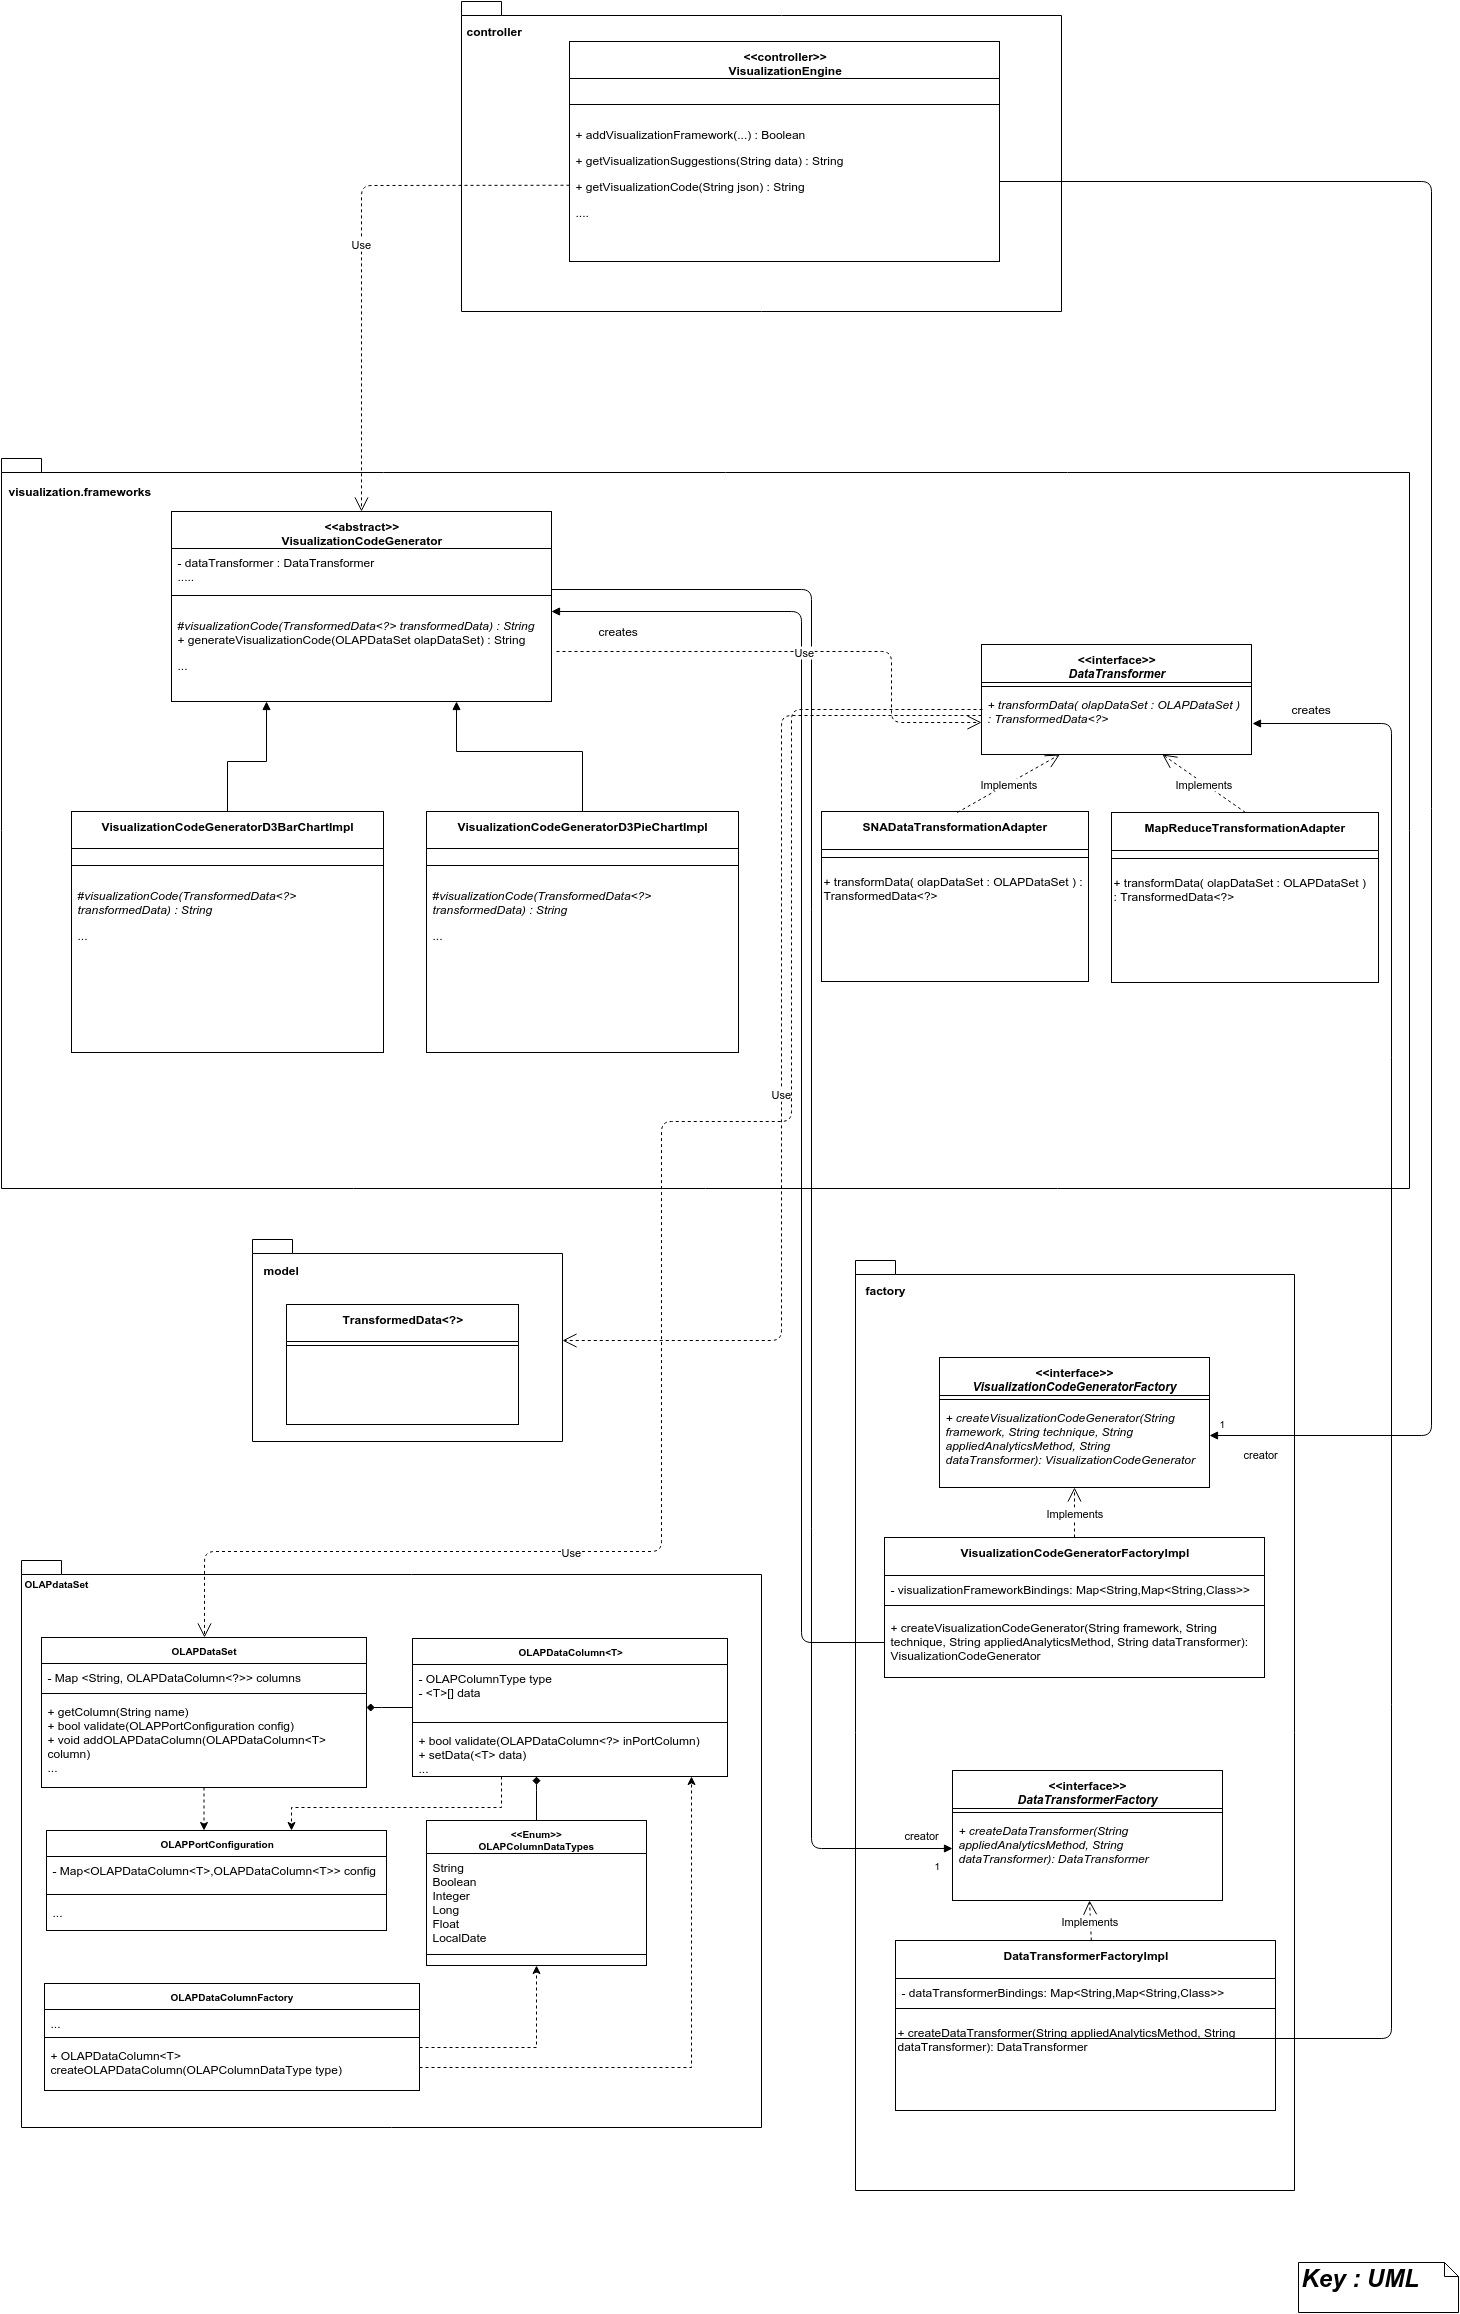 controller
<<controller>>
VisualizationEngine
+ addVisualizationFramework(...) : Boolean
+ getVisualizationSuggestions(String data) : String
+ getVisualizationCode(String json) : String
....
Use
visualization.frameworks
<<abstract>>
VisualizationCodeGenerator
- dataTransformer : DataTransformer
.....
#visualizationCode(TransformedData<?> transformedData) : String
+ generateVisualizationCode(OLAPDataSet olapDataSet) : String
...
creates
Use
<<interface>>
DataTransformer
+ transformData( olapDataSet : OLAPDataSet )
: TransformedData<?>
creates
Implements
Implements
VisualizationCodeGeneratorD3BarChartImpl
#visualizationCode(TransformedData<?>
transformedData) : String
...
VisualizationCodeGeneratorD3PieChartImpl
#visualizationCode(TransformedData<?>
transformedData) : String
...
SNADataTransformationAdapter
+ transformData( olapDataSet : OLAPDataSet ) :
TransformedData<?>
MapReduceTransformationAdapter
+ transformData( olapDataSet : OLAPDataSet )
: TransformedData<?>
Use
model
TransformedData<?>
factory
<<interface>>
VisualizationCodeGeneratorFactory
+ createVisualizationCodeGenerator(String
framework, String technique, String
appliedAnalyticsMethod, String
dataTransformer): VisualizationCodeGenerator
1
creator
Implements
VisualizationCodeGeneratorFactoryImpl
- visualizationFrameworkBindings: Map<String,Map<String,Class>>
+ createVisualizationCodeGenerator(String framework, String
technique, String appliedAnalyticsMethod, String dataTransformer):
VisualizationCodeGenerator
Use
OLAPdataSet
OLAPDataSet
- Map <String, OLAPDataColumn<?>> columns
+ getColumn(String name)
+ bool validate(OLAPPortConfiguration config)
+ void addOLAPDataColumn(OLAPDataColumn<T>
column)
...
OLAPDataColumn<T>
- OLAPColumnType type
- <T>[] data
+ bool validate(OLAPDataColumn<?> inPortColumn)
+ setData(<T> data)
...
OLAPPortConfiguration
- Map<OLAPDataColumn<T>,OLAPDataColumn<T>> config
...
<<Enum>>
OLAPColumnDataTypes
String
Boolean
Integer
Long
Float
LocalDate
OLAPDataColumnFactory
...
+ OLAPDataColumn<T>
createOLAPDataColumn(OLAPColumnDataType type)
<<interface>>
DataTransformerFactory
+ createDataTransformer(String
appliedAnalyticsMethod, String
dataTransformer): DataTransformer
creator
1
Implements
DataTransformerFactoryImpl
- dataTransformerBindings: Map<String,Map<String,Class>>
+ createDataTransformer(String appliedAnalyticsMethod, String
dataTransformer): DataTransformer
Key : UML